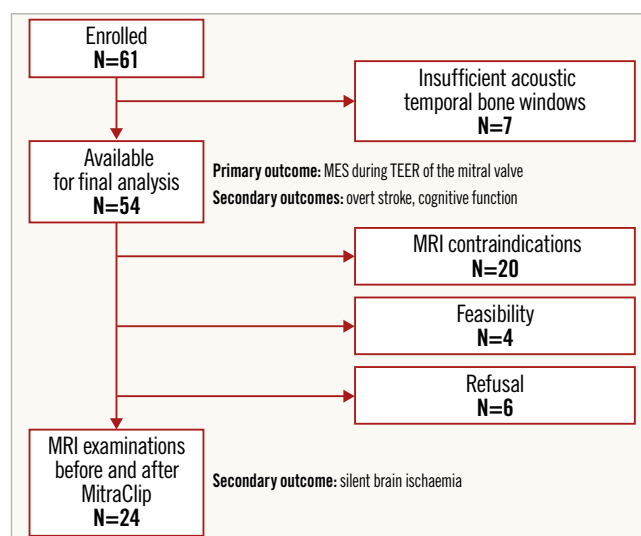 Enrolled
N=61
Insufficient acoustic
temporal bone windows
N=7
Available
for final analysis
N=54
Primary outcome: MES during TEER of the mitral valve
Secondary outcomes: overt stroke, cognitive function
MRI contraindications
N=20
Feasibility
N=4
Refusal
N=6
MRI examinations
before and after
MitraClip
N=24
Secondary outcome: silent brain ischaemia